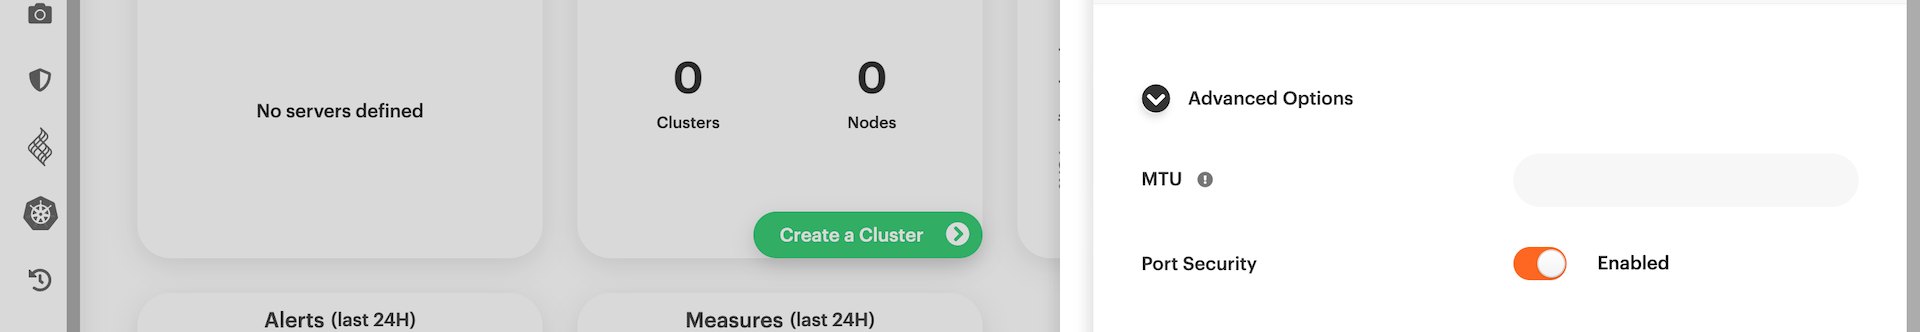 No servers defined
0
Clusters
0
Nodes
Create a Cluster
Alerts (last 24H)
Measures (last 24H)
Advanced Options
MTU
Port Security
Enabled